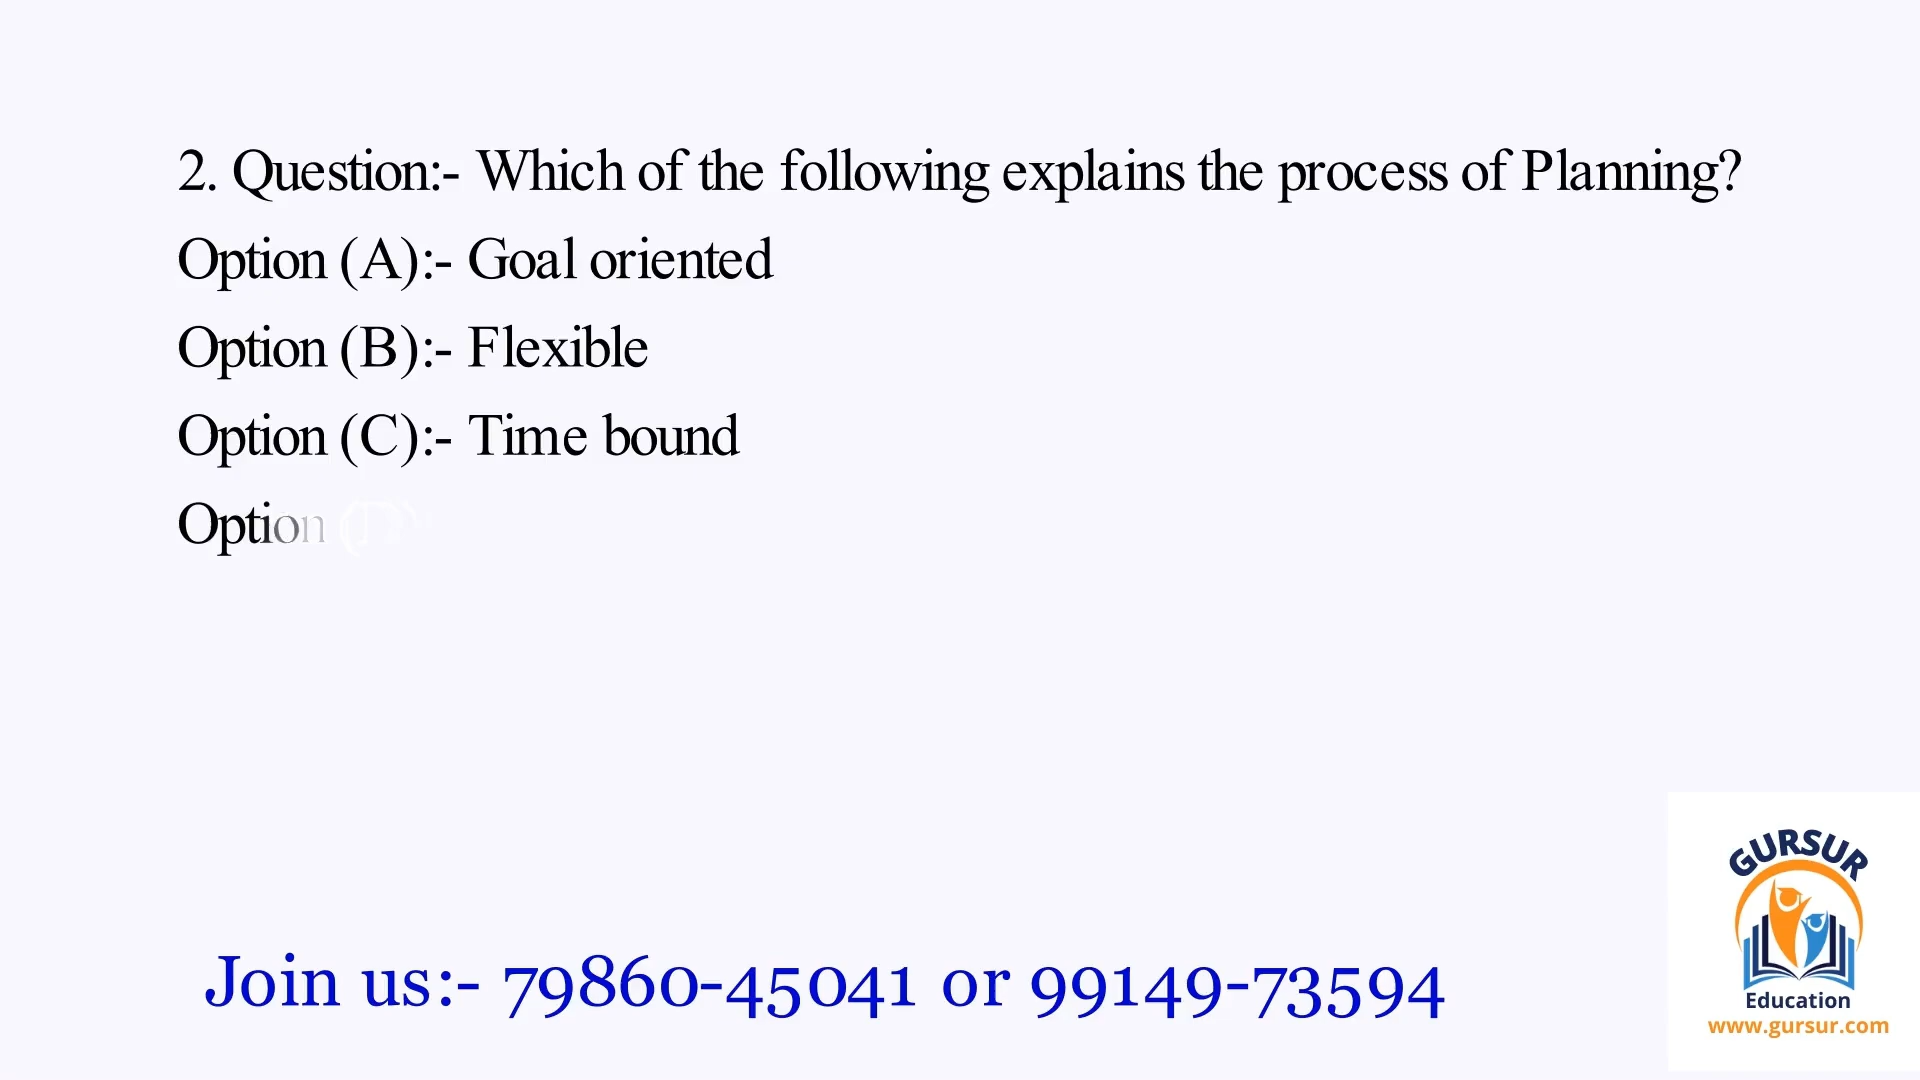 2. Question:- Which of the following explains the process of Planning?
Option (A):- Goal oriented
Option (B):- Flexible
Option (C):- Time bound
Option
Join us:- 79860-45041 or 99149-73594
GURSUR
Education
www.gursur.com